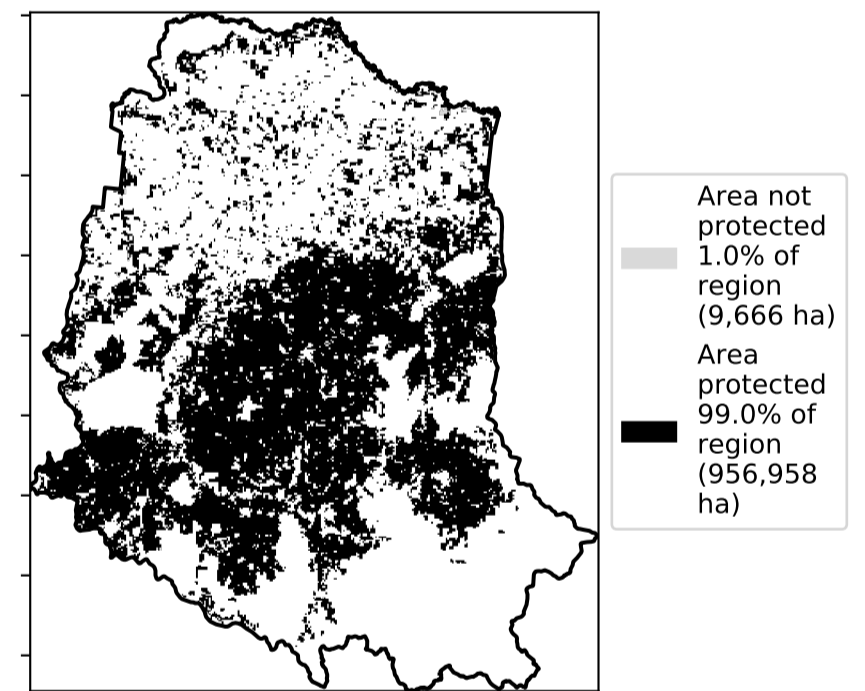 Area not
protected
1.0% of
region
(9,666 ha)
Area
protected
99.0% of
region
(956,958
ha)